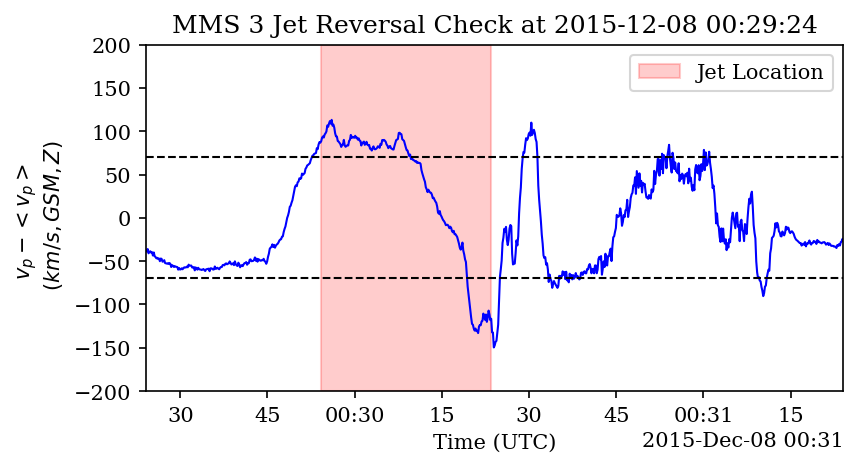 MMS 3 Jet Reversal Check at 2015-12-08 00:29:24
200
150
100
50
0
−50
−100
−150
−200
v_p − < v_p >
(km/s, GSM, Z)
Jet Location
30 45 00:30 15 30 45 00:31 15
Time (UTC)
2015-Dec-08 00:31